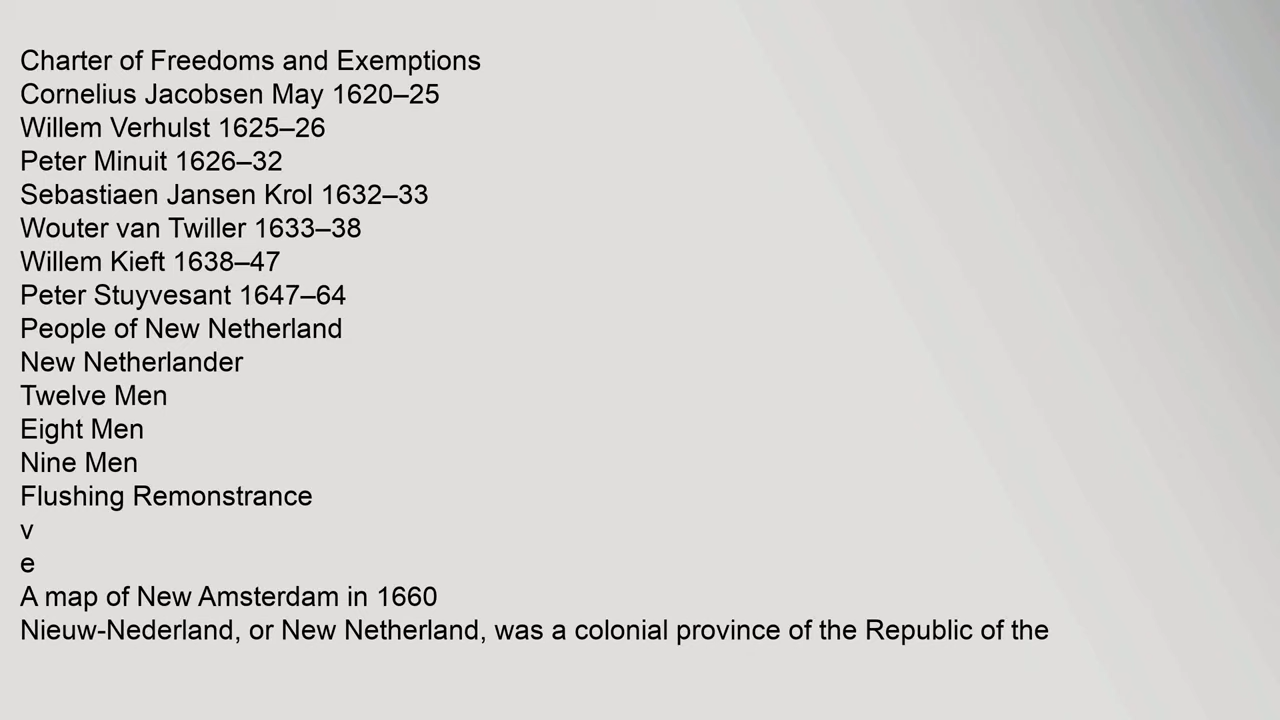 Charter of Freedoms and Exemptions
Cornelius Jacobsen May 1620–25
Willem Verhulst 1625–26
Peter Minuit 1626–32
Sebastiaen Jansen Krol 1632–33
Wouter van Twiller 1633–38
Willem Kieft 1638–47
Peter Stuyvesant 1647–64
People of New Netherland
New Netherlander
Twelve Men
Eight Men
Nine Men
Flushing Remonstrance
v
e
A map of New Amsterdam in 1660
Nieuw-Nederland, or New Netherland, was a colonial province of the Republic of the